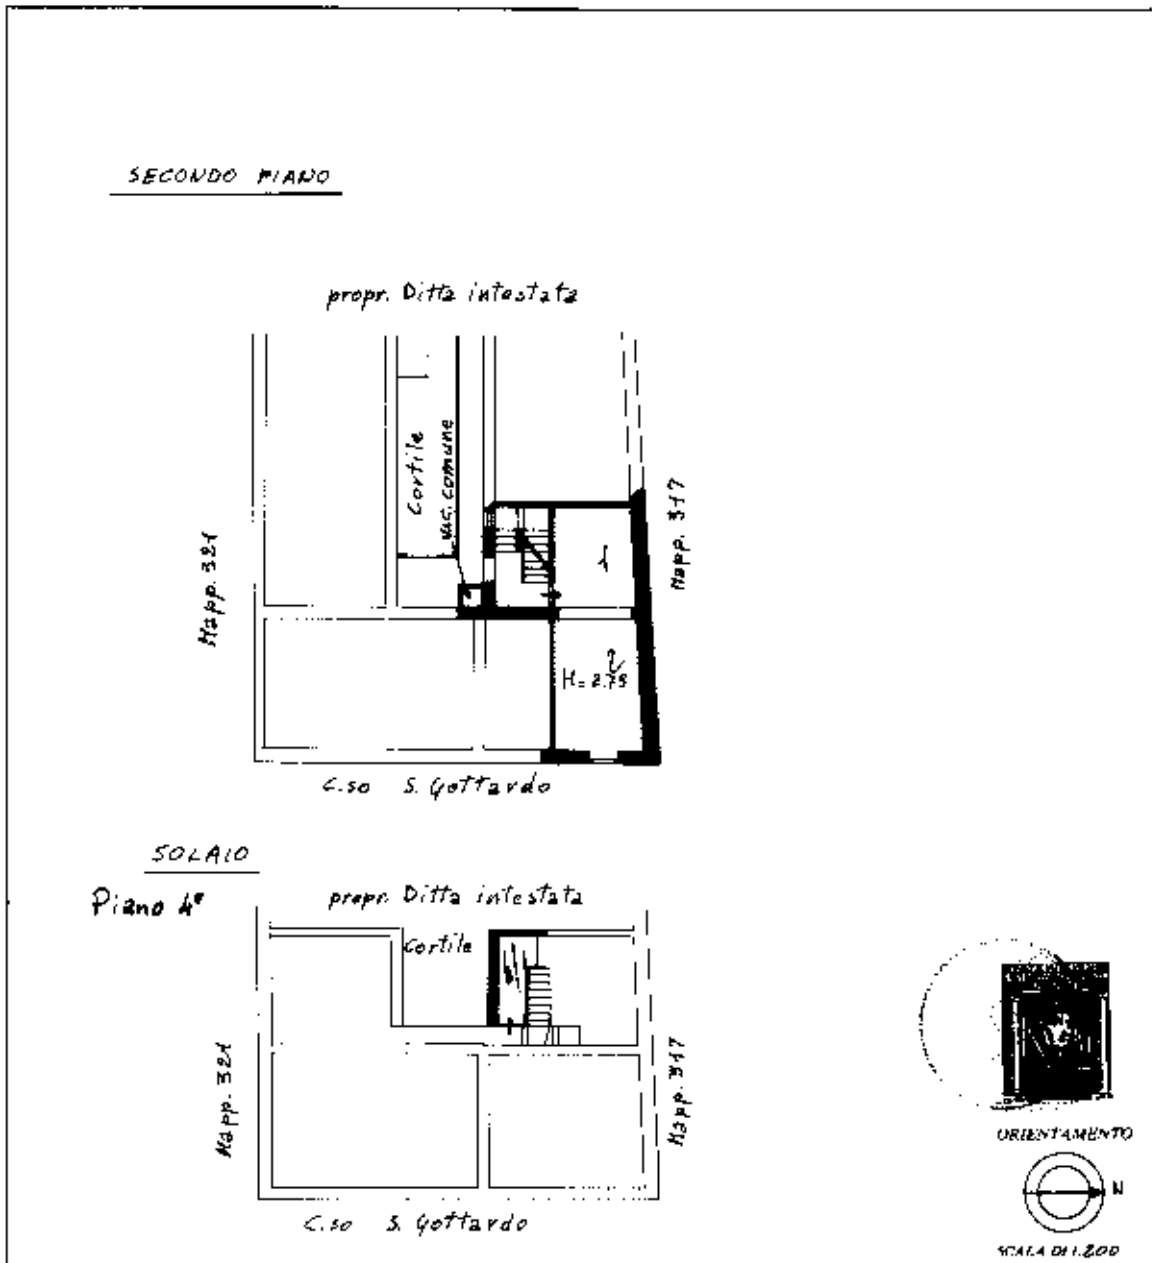 SECONDO PIANO
propr. Ditta intestata
Cortile
w.c. comune
Mapp. 321
Mapp. 317
1
2
H=2.75
C.so S. Gottardo
SOLAIO
Piano 4°
propr. Ditta intestata
Cortile
Mapp. 321
Mapp. 317
C.so S. Gottardo
ORIENTAMENTO
N
SCALA DI 1:200